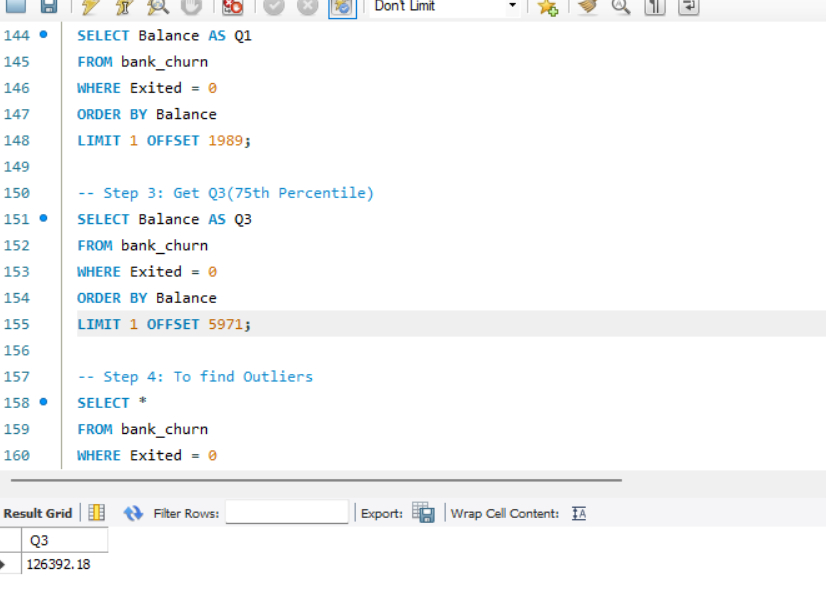 Don't Limit
144 SELECT Balance AS Q1
145 FROM bank_churn
146 WHERE Exited = 0
147 ORDER BY Balance
148 LIMIT 1 OFFSET 1989;
149
150 -- Step 3: Get Q3(75th Percentile)
151 SELECT Balance AS Q3
152 FROM bank_churn
153 WHERE Exited = 0
154 ORDER BY Balance
155 LIMIT 1 OFFSET 5971;
156
157 -- Step 4: To find Outliers
158 SELECT *
159 FROM bank_churn
160 WHERE Exited = 0
Result Grid Filter Rows: Export: Wrap Cell Content: IA
Q3
126392.18